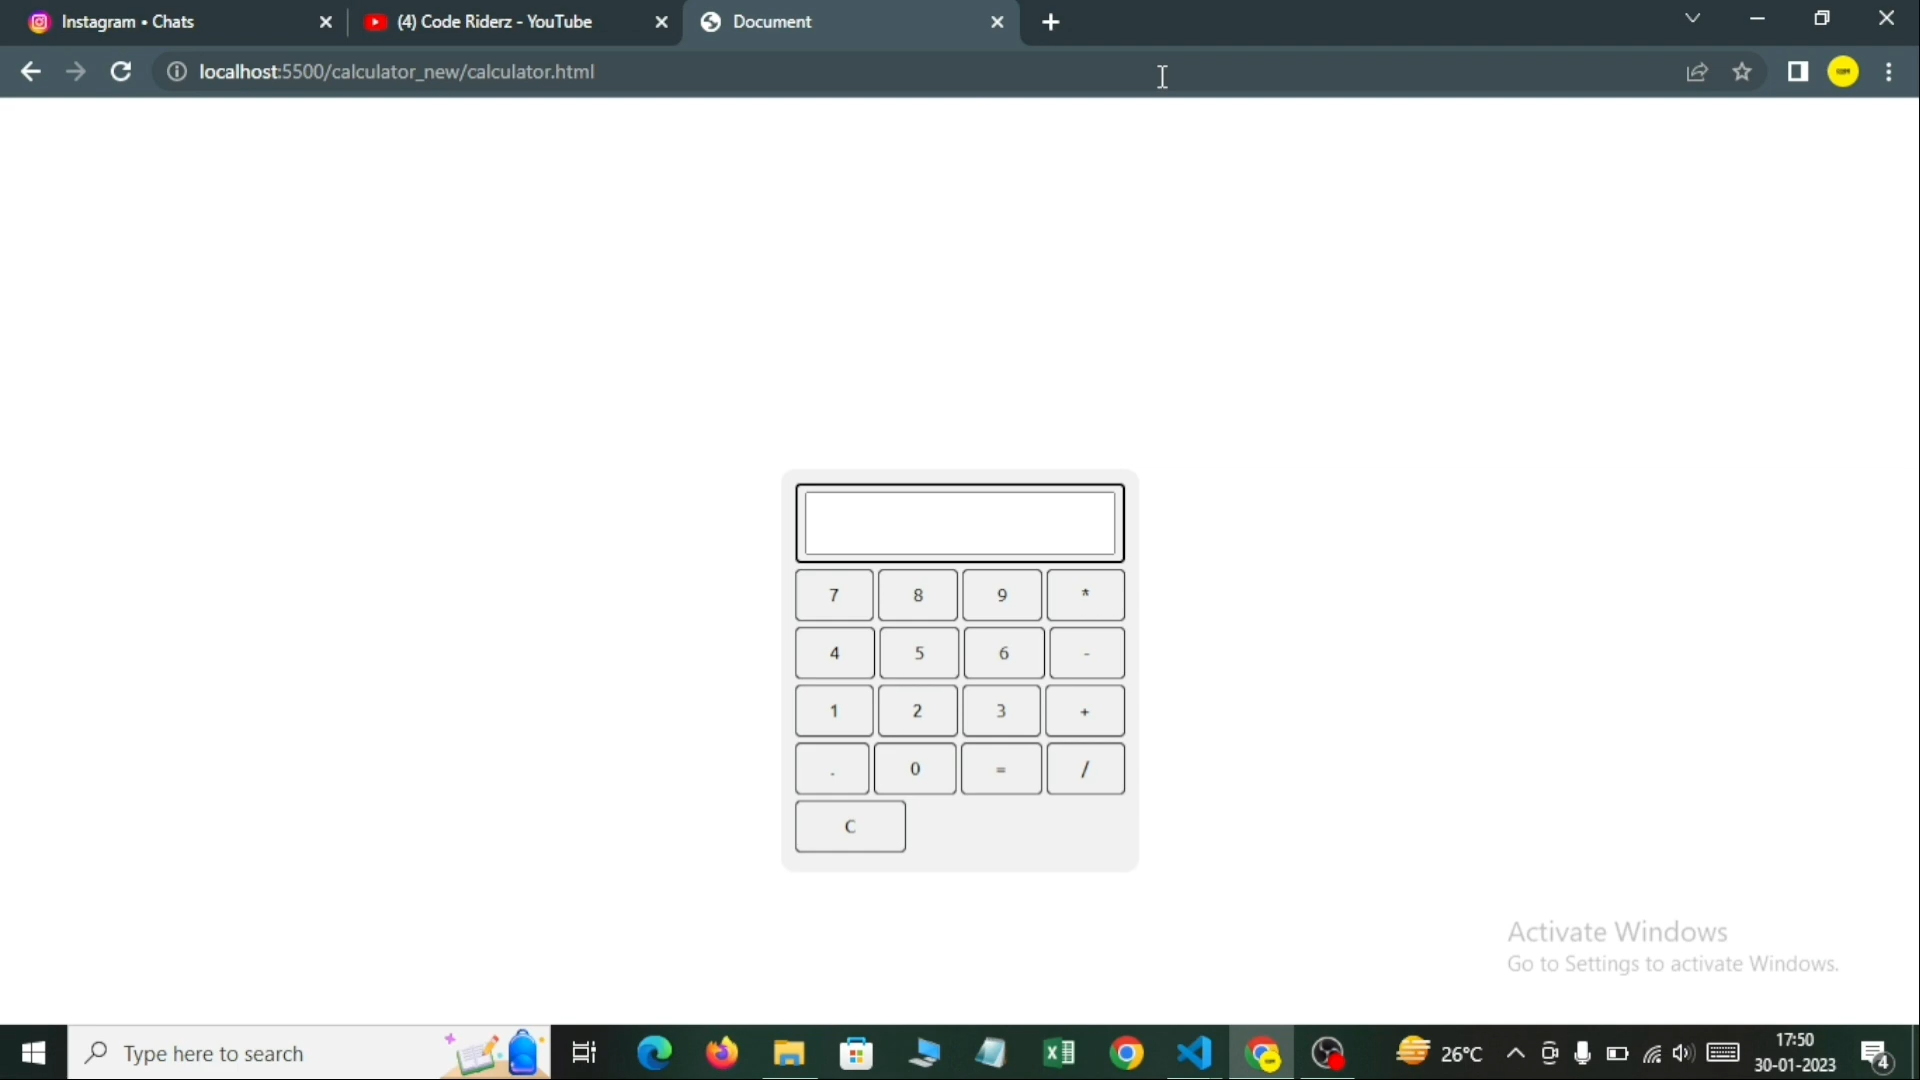 Instagram • Chats
(4) Code Riderz - YouTube
Document
localhost:5500/calculator_new/calculator.html
7 8 9 *
4 5 6 -
1 2 3 +
. 0 = /
C
Activate Windows
Go to Settings to activate Windows.
Type here to search
26°C
17:50
30-01-2023
4